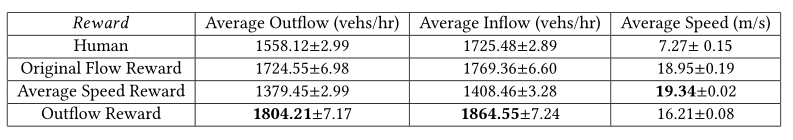 Reward Average Outflow (vehs/hr) Average Inflow (vehs/hr) Average Speed (m/s)
Human 1558.12±2.99 1725.48±2.89 7.27± 0.15
Original Flow Reward 1724.55±6.98 1769.36±6.60 18.95±0.19
Average Speed Reward 1379.45±2.99 1408.46±3.28 19.34±0.02
Outflow Reward 1804.21±7.17 1864.55±7.24 16.21±0.08